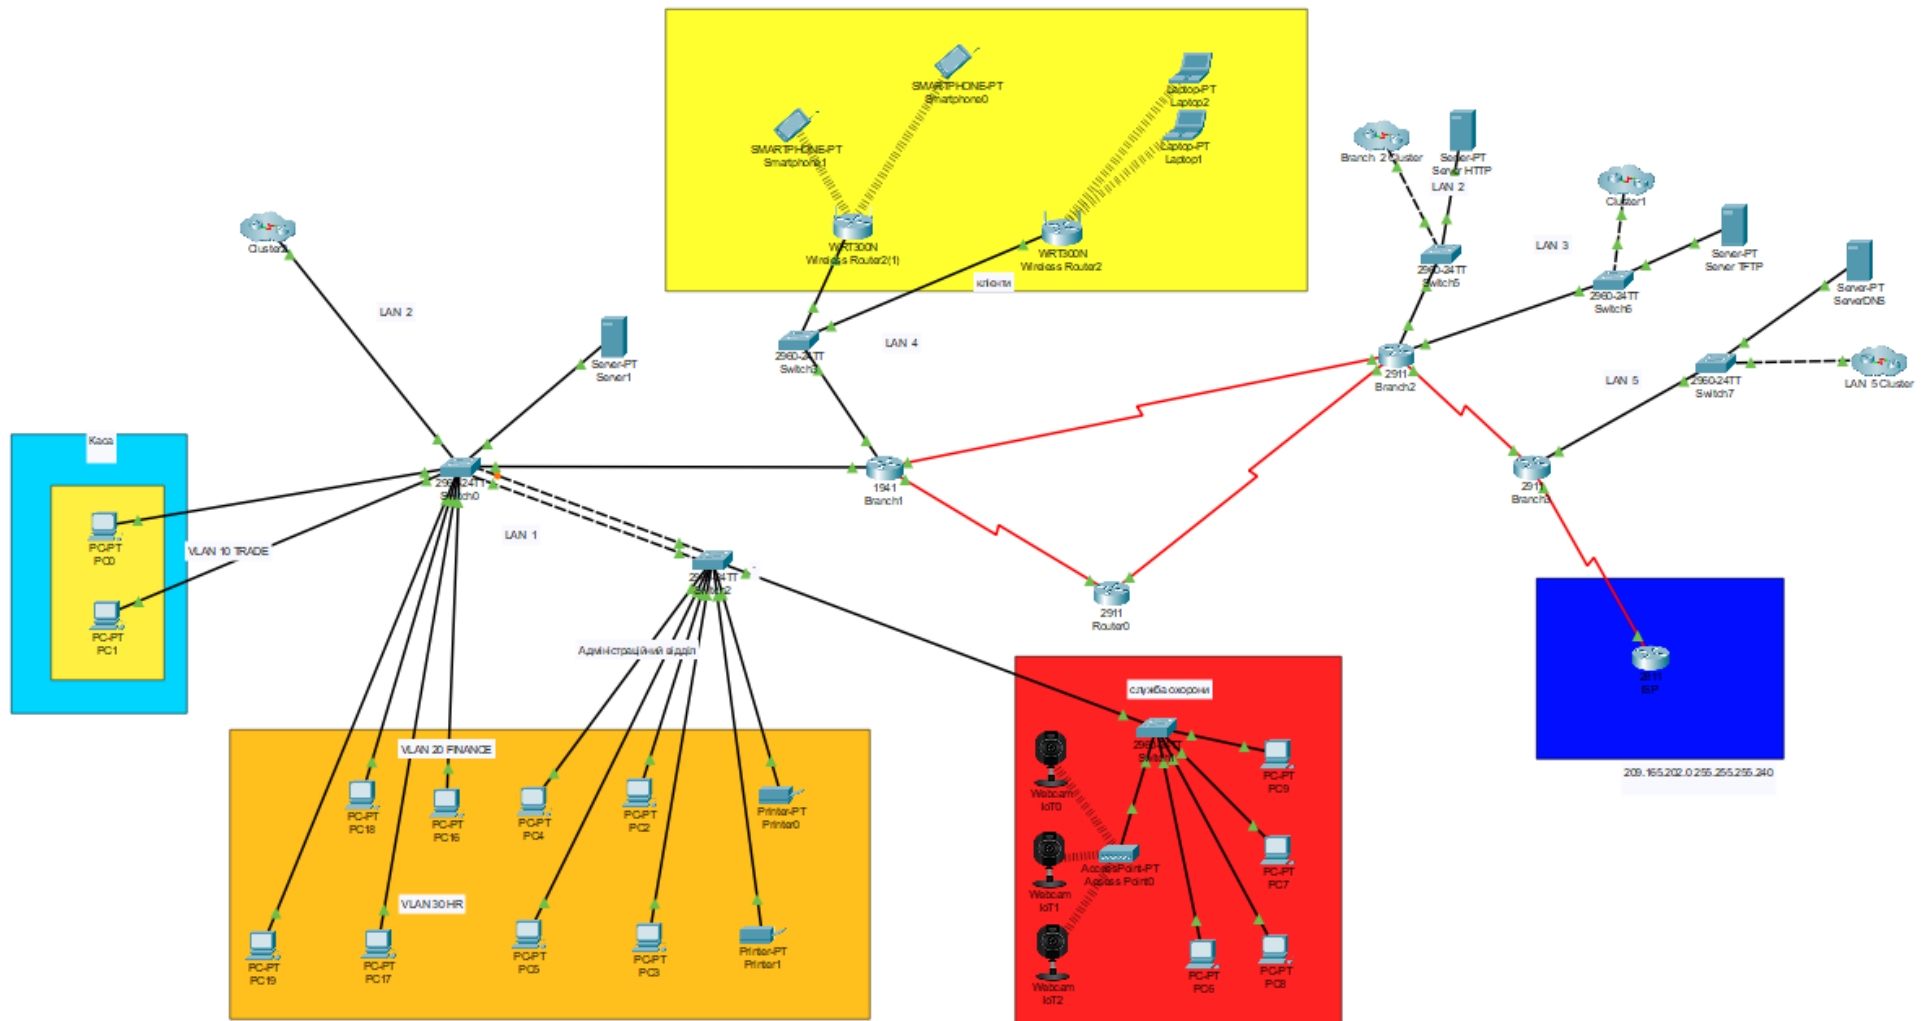 SMARTPHONE-PT
Smartphone0
SMARTPHONE-PT
Smartphone1
Laptop-PT
Laptop2
Laptop-PT
Laptop1
WRT300N
Wireless Router2(1)
WRT300N
Wireless Router2
клієнти
Branch 2 Cluster
Server-PT
Server HTTP
LAN 2
2960-24TT
Switch5
Cluster1
LAN 3
Server-PT
Server TFTP
2960-24TT
Switch6
Server-PT
ServerDNS
LAN 5
2960-24TT
Switch7
LAN 5 Cluster
LAN 2
Server-PT
Server1
2960-24TT
LAN 4
2911
Branch2
Каса
2960-24TT
Switch0
1941
Branch1
Branch3
PC-PT
PC0
VLAN 10 TRADE
LAN 1
PC-PT
PC1
2960-24TT
Switch2
2911
Router0
Адміністраційний відділ
служба охорони
ISP
209.165.202.0 255.255.255.240
VLAN 20 FINANCE
PC-PT
PC18
PC-PT
PC16
PC-PT
PC4
PC-PT
PC2
Printer-PT
Printer0
Webcam
IoT0
PC-PT
PC9
AccessPoint-PT
Access Point0
PC-PT
PC7
Webcam
IoT1
VLAN 30 HR
PC-PT
PC19
PC-PT
PC17
PC-PT
PC5
PC-PT
PC3
Printer-PT
Printer1
Webcam
IoT2
PC-PT
PC6
PC-PT
PC8